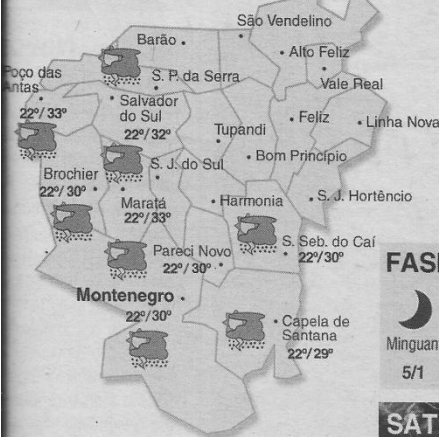 São Vendelino
Barão
Alto Feliz
Poço das
Antas
22º/33º
S. P. da Serra
Vale Real
Salvador
do Sul
22º/32º
Tupandi
Feliz
Linha Nova
Bom Princípio
Brochier
22º/30º
S. J. do Sul
Maratá
22º/33º
Harmonia
S. J. Hortêncio
Pareci Novo
22º/30º
S. Seb. do Caí
22º/30º
Montenegro
22º/30º
Capela de
Santana
22º/29º
FAS
Minguan
5/1
SAT